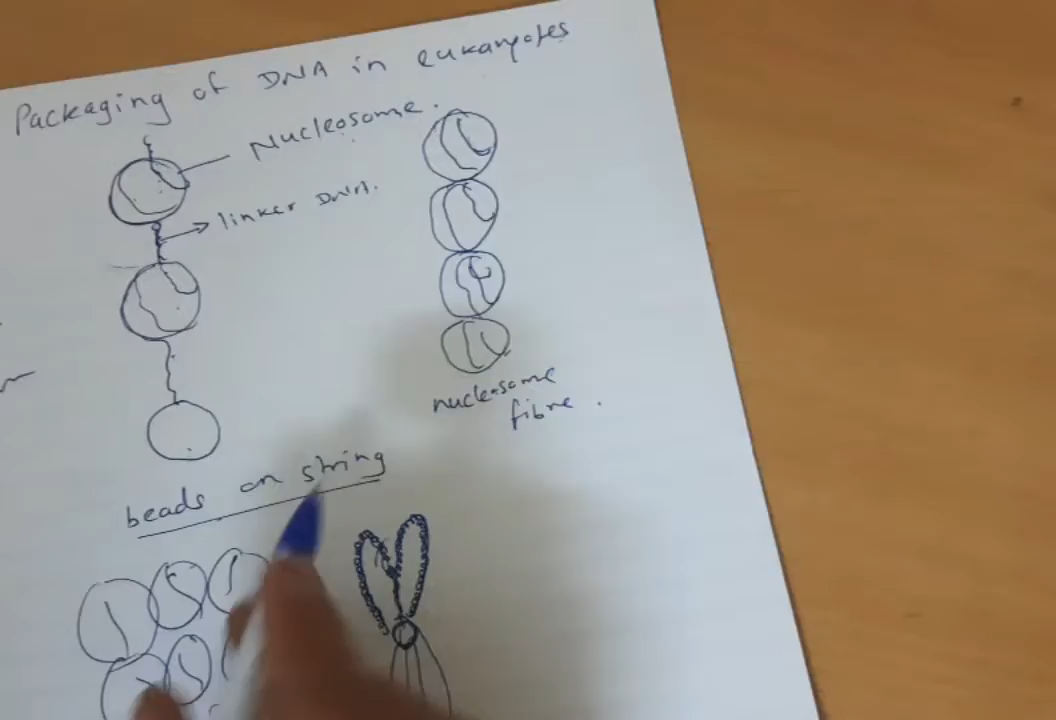 Packaging of DNA in eukaryotes
Nucleosome.
linker DNA.
nucleosome
fibre.
beads on string